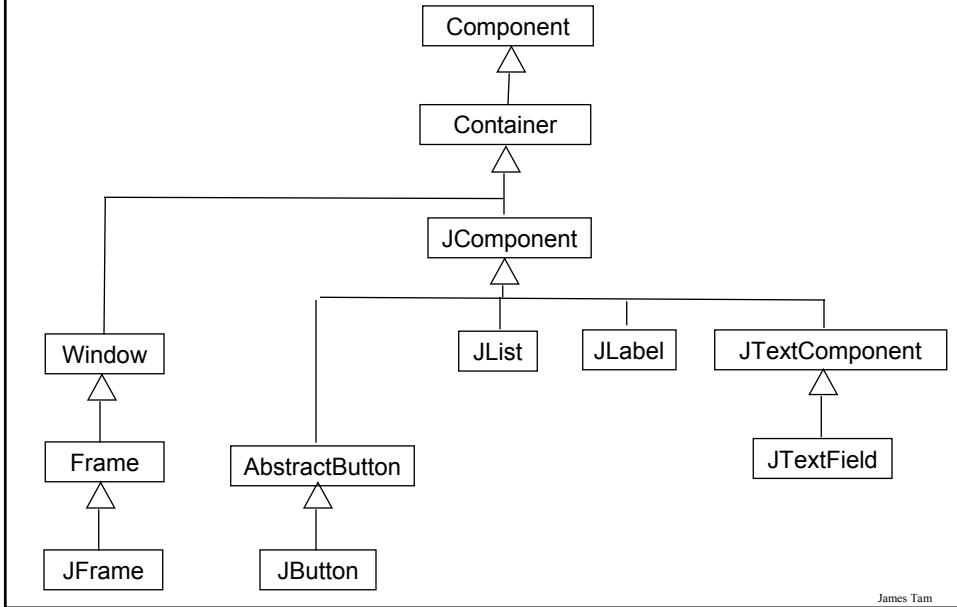 Component
Container
JComponent
Window
JList
JLabel
JTextComponent
Frame
AbstractButton
JTextField
JFrame
JButton
James Tam